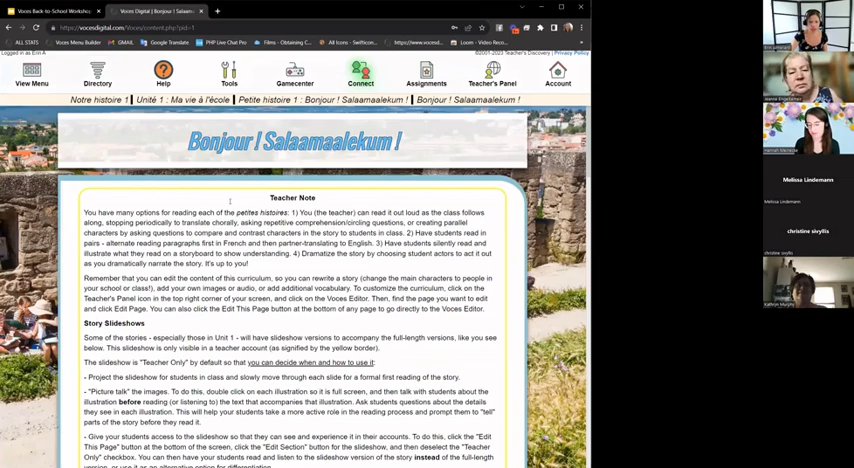 Voces Back-to-School Workshop
Voces Digital | Bonjour ! Salaam
https://vocesdigital.com/Voces/content.php?pid=1
ALL STATS
Voces Menu Builder
GMAIL
Google Translate
PHP Live Chat Pro
Films - Obtaining C...
All Icons - Swifticon...
https://www.vocesd...
Loom - Video Reco...
Logged in as Erin A
©2001-2023 Teacher's Discovery | Privacy Policy
View Menu
Directory
Help
Tools
Gamecenter
Connect
Assignments
Teacher's Panel
Account
Notre histoire 1 | Unité 1 : Ma vie à l'école | Petite histoire 1 : Bonjour ! Salaamaalekum ! | Bonjour ! Salaamaalekum !
Bonjour ! Salaamaalekum !
Teacher Note
You have many options for reading each of the petites histoires: 1) You (the teacher) can read it out loud as the class follows
along, stopping periodically to translate chorally, asking repetitive comprehension/circling questions, or creating parallel
characters by asking questions to compare and contrast characters in the story to students in class. 2) Have students read in
pairs - alternate reading paragraphs first in French and then partner-translating to English. 3) Have students silently read and
illustrate what they read on a storyboard to show understanding. 4) Dramatize the story by choosing student actors to act it out
as you dramatically narrate the story. It's up to you!
Remember that you can edit the content of this curriculum, so you can rewrite a story (change the main characters to people in
your school or class!), add your own images or audio, or add additional vocabulary. To customize the curriculum, click on the
Teacher's Panel icon in the top right corner of your screen, and click on the Voces Editor. Then, find the page you want to edit
and click Edit Page. You can also click the Edit This Page button at the bottom of any page to go directly to the Voces Editor.
Story Slideshows
Some of the stories - especially those in Unit 1 - will have slideshow versions to accompany the full-length versions, like you see
below. This slideshow is only visible in a teacher account (as signified by the yellow border).
The slideshow is "Teacher Only" by default so that you can decide when and how to use it:
- Project the slideshow for students in class and slowly move through each slide for a formal first reading of the story.
- "Picture talk" the images. To do this, double click on each illustration so it is full screen, and then talk with students about the
illustration before reading (or listening to) the text that accompanies that illustration. Ask students questions about the details
they see in each illustration. This will help your students take a more active role in the reading process and prompt them to "tell"
parts of the story before they read it.
- Give your students access to the slideshow so that they can see and experience it in their accounts. To do this, click the "Edit
This Page" button at the bottom of the screen, click the "Edit Section" button for the slideshow, and then deselect the "Teacher
Only" checkbox. You can then have your students read and listen to the slideshow version of the story instead of the full-length
version, or use it as an alternative option for differentiation.
Melissa Lindemann
Melissa Lindemann
christine sivyllis
christine sivyllis
Kathryn Murphy